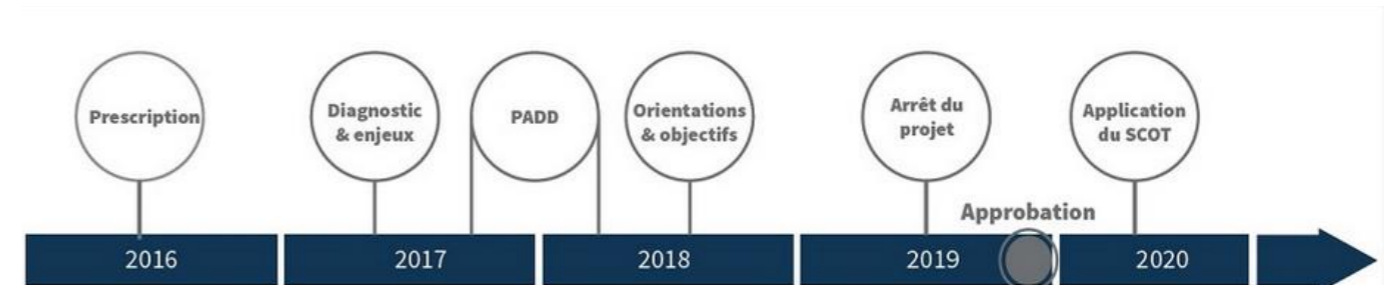 Prescription
Diagnostic
& enjeux
PADD
Orientations
& objectifs
Arrêt du
projet
Application
du SCOT
Approbation
2016
2017
2018
2019
2020